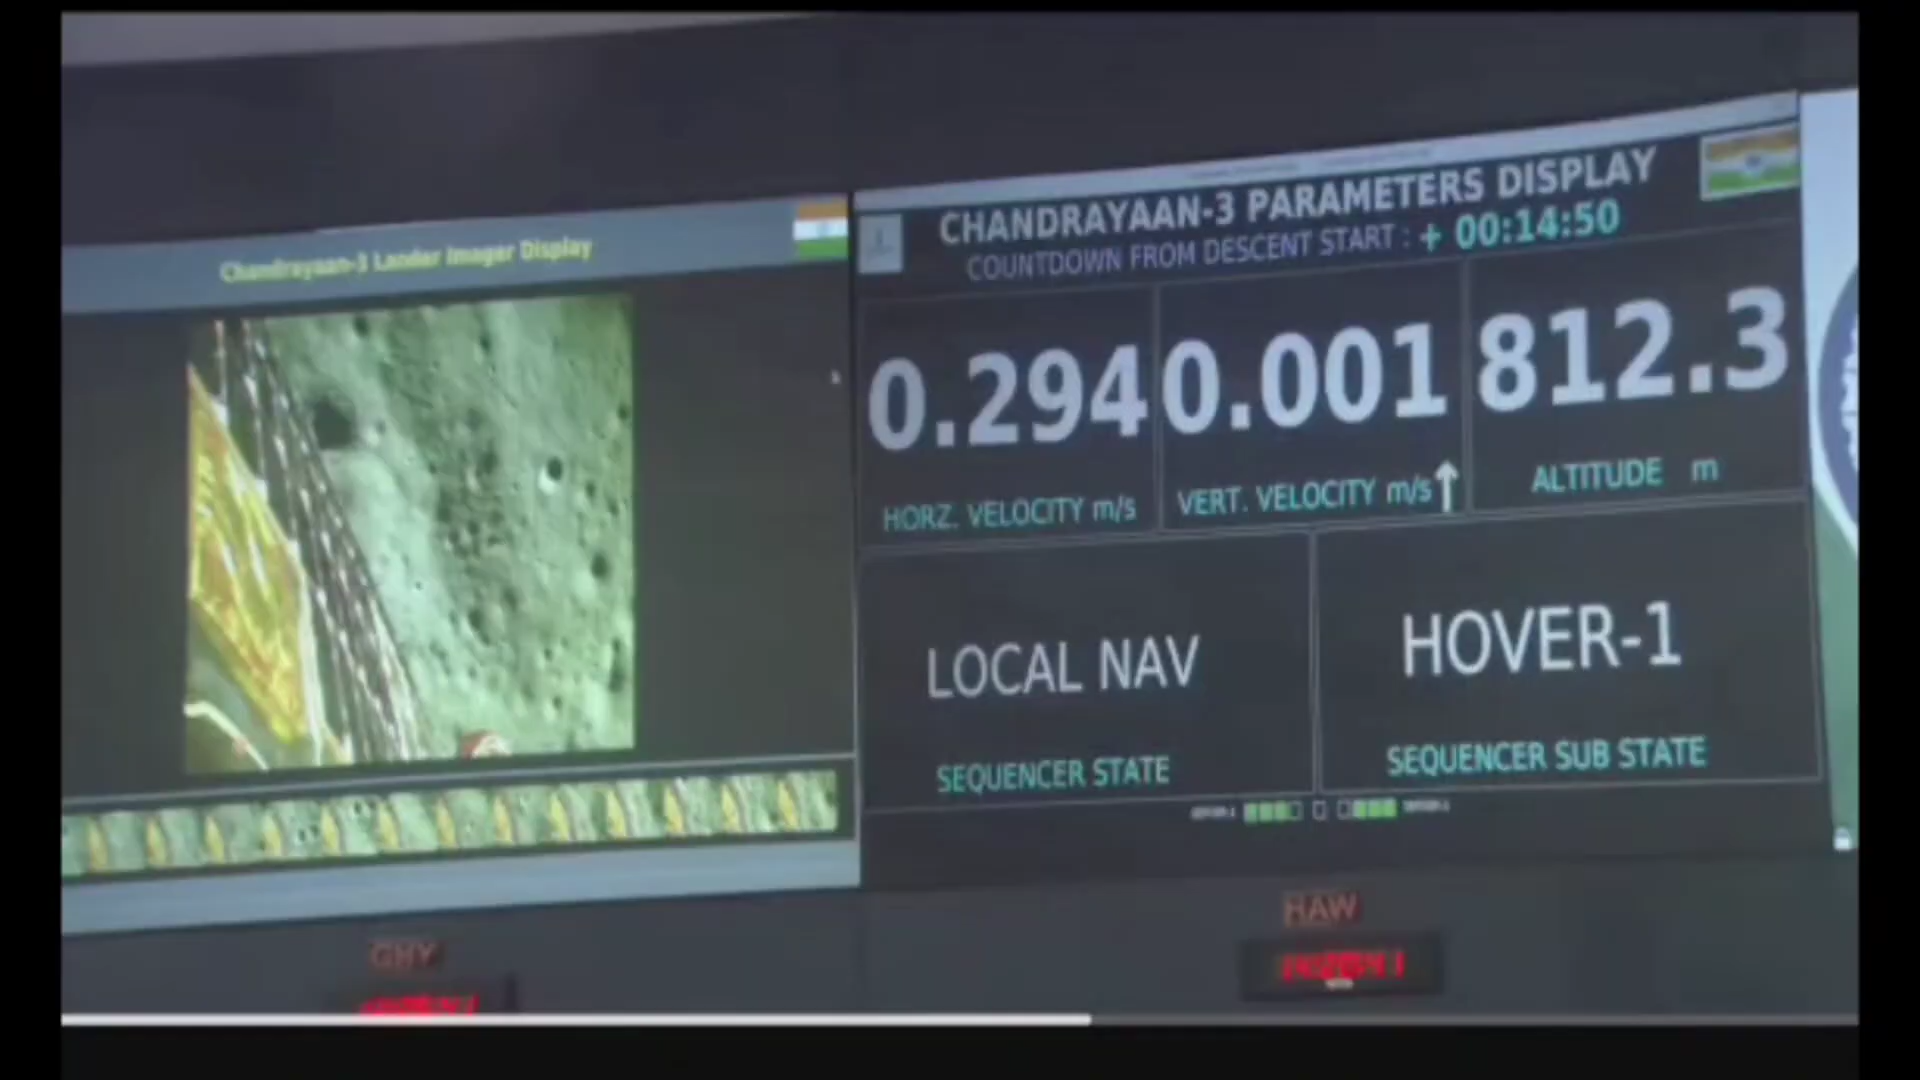 Chandrayaan-3 Lander Imager Display
CHANDRAYAAN-3 PARAMETERS DISPLAY
COUNTDOWN FROM DESCENT START : + 00:14:50
0.294
HORZ. VELOCITY m/s
0.001
VERT. VELOCITY m/s ↑
812.3
ALTITUDE m
LOCAL NAV
SEQUENCER STATE
HOVER-1
SEQUENCER SUB STATE
GHY
HAW